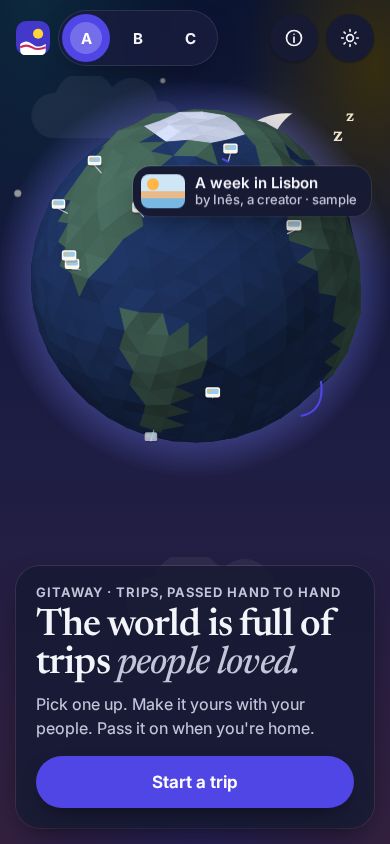 A B C
z
z
A week in Lisbon
by Inês, a creator · sample
GITAWAY · TRIPS, PASSED HAND TO HAND
The world is full of
trips people loved.
Pick one up. Make it yours with your
people. Pass it on when you're home.
Start a trip